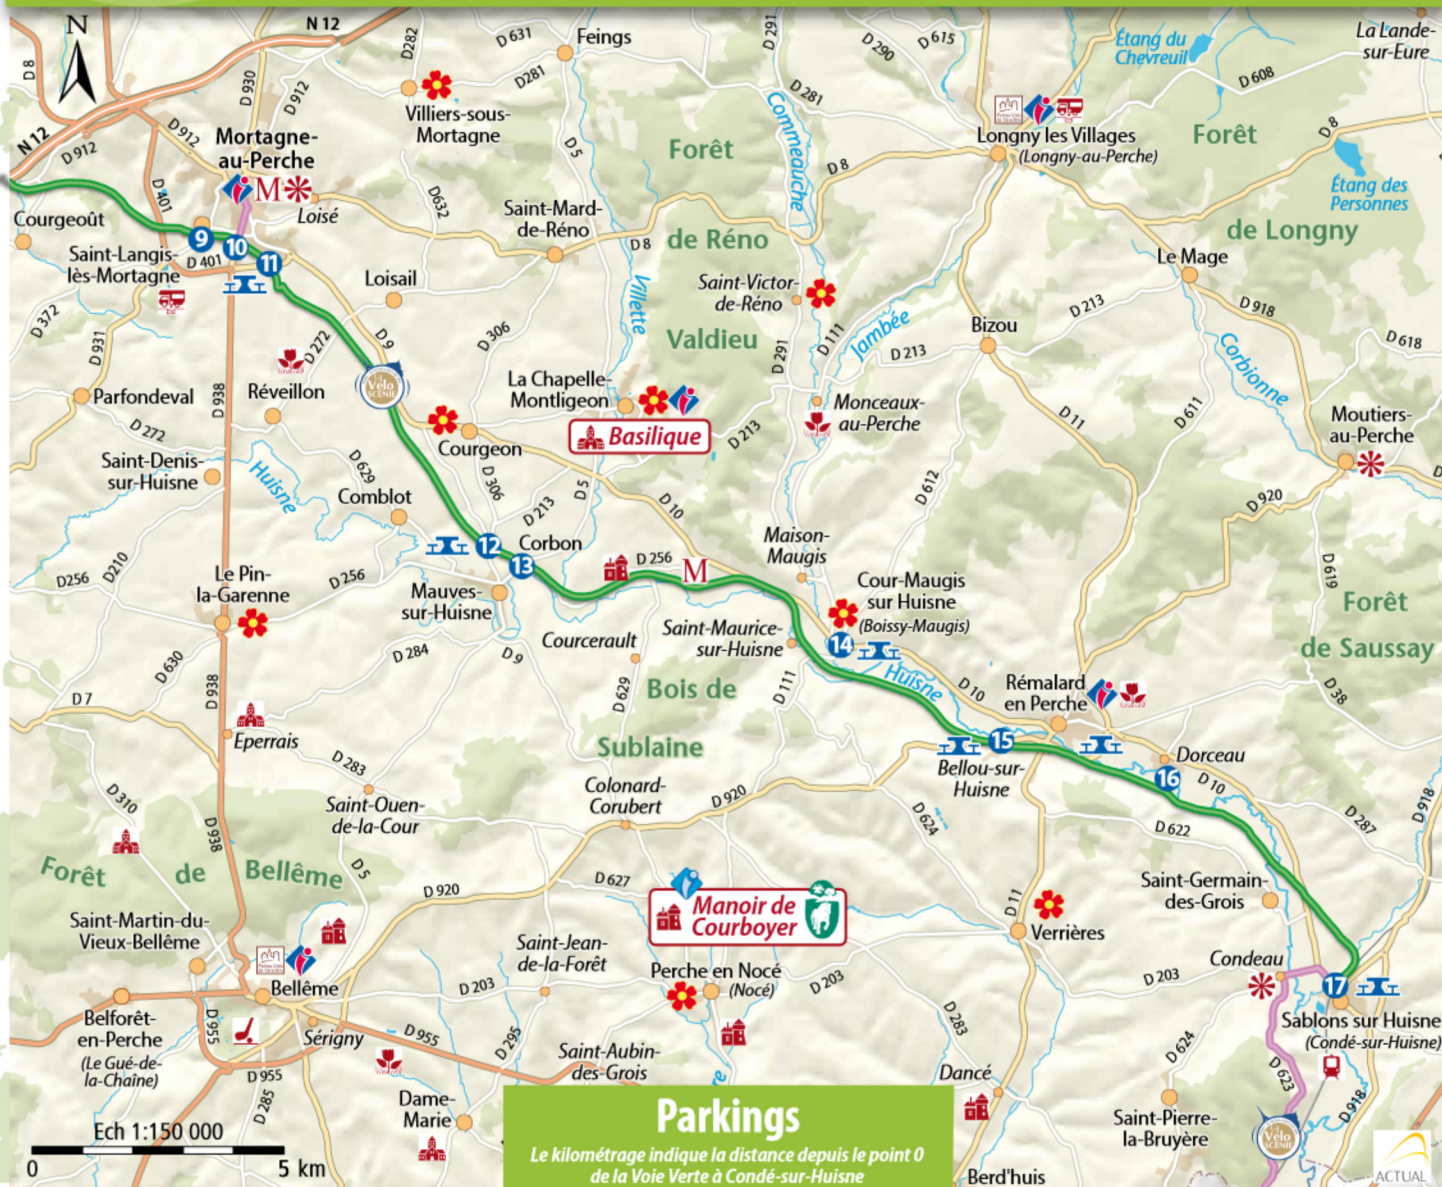 N
N 12
D282
D 631
Feings
D 291
D 290
D 615
Étang du
Chevreuil
La Lande-
sur-Eure
D 8
D 930
D 912
D281
Villiers-sous-
Mortagne
D 281
D 608
N 12
D 912
D 912
Mortagne-
au-Perche
M
D 5
Forêt
Commeauche
D 8
Longny les Villages
(Longny-au-Perche)
Forêt
D 8
Étang des
Personnes
Courgeoût
D 401
Loisé
D632
Saint-Mard-
de-Réno
D 8
de Réno
de Longny
9
10
11
Saint-Langis-
lès-Mortagne
D 401
Loisail
Villette
Saint-Victor-
de-Réno
Le Mage
D 372
D 931
D 272
D 9
D 306
Valdieu
D 291
D 111
Jambée
D 213
Bizou
D 213
D 918
D 618
Corbionne
Parfondeval
D 938
Réveillon
La Vélo
SCÉNIE
La Chapelle-
Montligeon
Basilique
D 213
Monceaux-
au-Perche
D 11
D 611
Moutiers-
au-Perche
D 272
Courgeon
Saint-Denis-
sur-Huisne
Huisne
D 629
Comblot
D 306
D 213
D 5
D 10
D 612
D 920
D256
D210
Le Pin-
la-Garenne
D 256
12
13
Corbon
D 256
M
Maison-
Maugis
Cour-Maugis
sur Huisne
(Boissy-Maugis)
D 619
Forêt
de Saussay
Mauves-
sur-Huisne
Courcerault
Saint-Maurice-
sur-Huisne
14
Huisne
D 630
D 284
D 9
D 629
Bois de
Sublaine
D 111
D 10
Rémalard
en Perche
D 38
D 7
D 938
Eperrais
D 283
15
Bellou-sur-
Huisne
Dorceau
16
D 10
D 310
Saint-Ouen-
de-la-Cour
Colonard-
Corubert
D 920
D 624
D 622
D 287
D 918
Forêt
de
Bellême
D 938
D 5
D 920
D 627
Manoir de
Courboyer
D 11
Verrières
Saint-Germain-
des-Grois
Saint-Martin-du-
Vieux-Bellême
Bellême
Saint-Jean-
de-la-Forêt
D 203
Perche en Nocé
(Nocé)
D 203
D 203
Condeau
17
Sablons sur Huisne
(Condé-sur-Huisne)
Belforêt-
en-Perche
(Le Gué-de-
la-Chaîne)
D 955
Sérigny
D 955
D 295
Saint-Aubin-
des-Grois
D 283
D 624
D 623
D 918
D 955
D 285
Dame-
Marie
Dancé
Saint-Pierre-
la-Bruyère
La Vélo
SCÉNIE
Ech 1:150 000
0
5 km
Parkings
Le kilométrage indique la distance depuis le point 0
de la Voie Verte à Condé-sur-Huisne
Berd'huis
ACTUAL